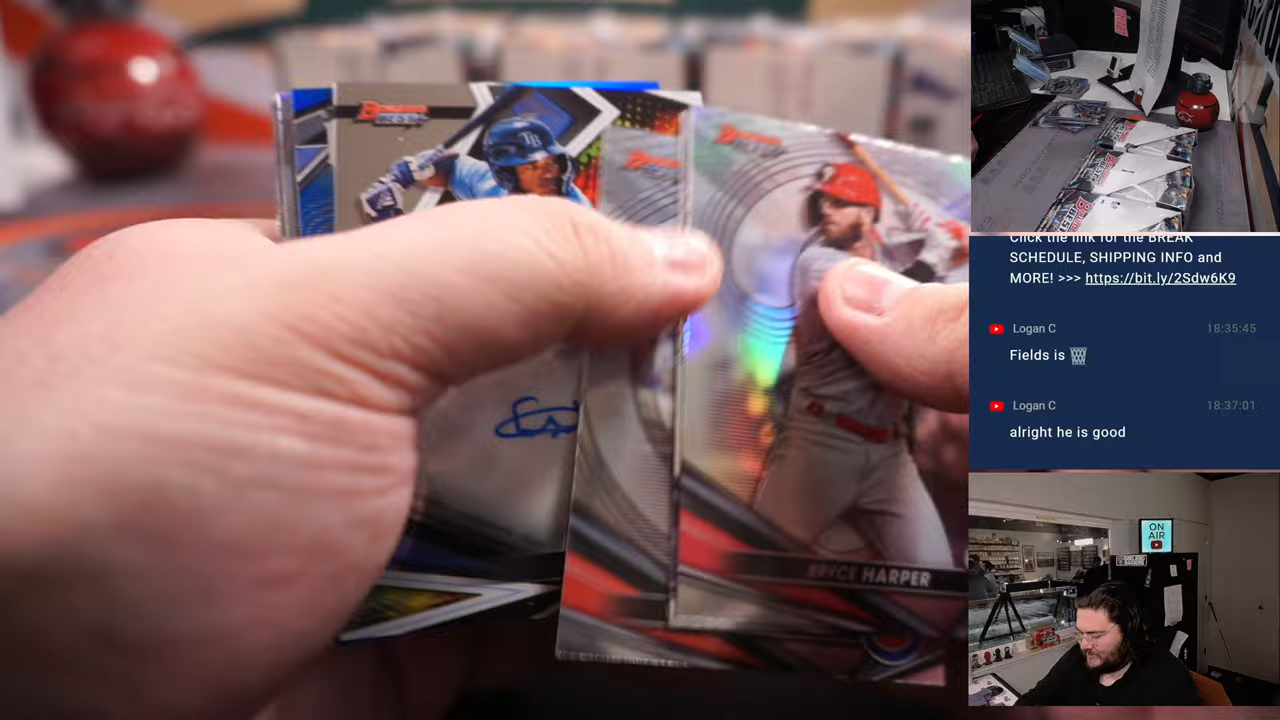 Click the link for the BREAK
SCHEDULE, SHIPPING INFO and
MORE! >>> https://bit.ly/2Sdw6K9
Logan C
18:35:45
Fields is
Logan C
18:37:01
alright he is good
BRYCE HARPER
TB
ON
AIR